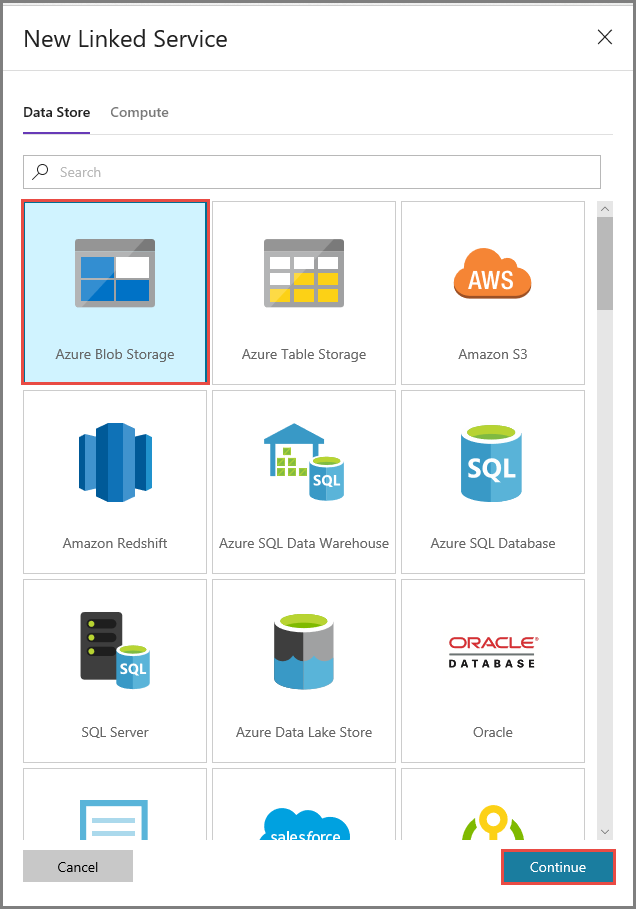 New Linked Service
Data Store Compute
Search
AWS
Azure Blob Storage Azure Table Storage Amazon S3
SQL SQL
Amazon Redshift Azure SQL Data Warehouse Azure SQL Database
SQL
ORACLE®
DATABASE
SQL Server Azure Data Lake Store Oracle
salesforce
Cancel Continue